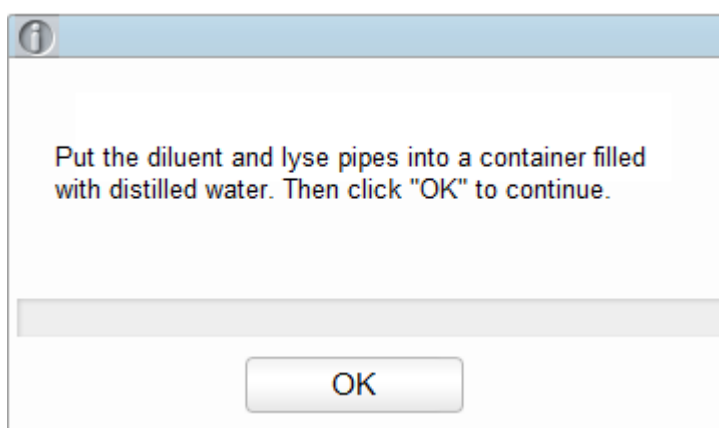 Put the diluent and lyse pipes into a container filled
with distilled water. Then click "OK" to continue.
OK